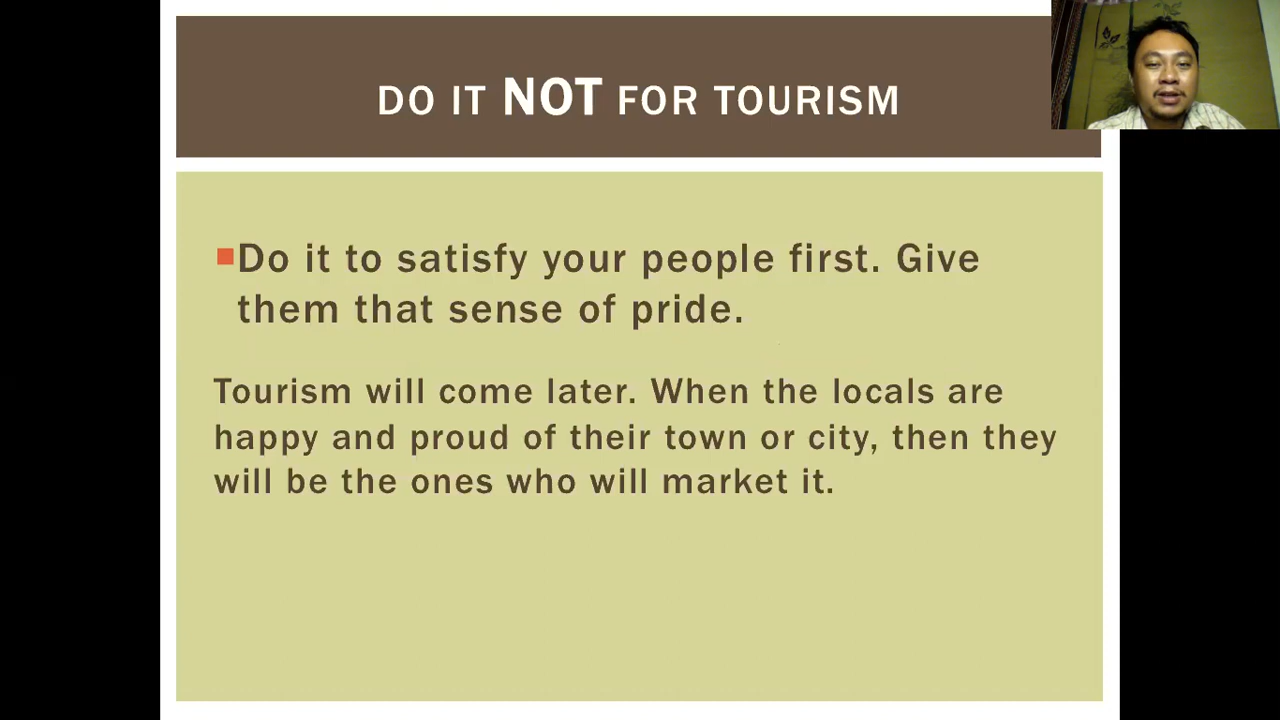 DO IT NOT FOR TOURISM
Do it to satisfy your people first. Give
them that sense of pride.
Tourism will come later. When the locals are
happy and proud of their town or city, then they
will be the ones who will market it.